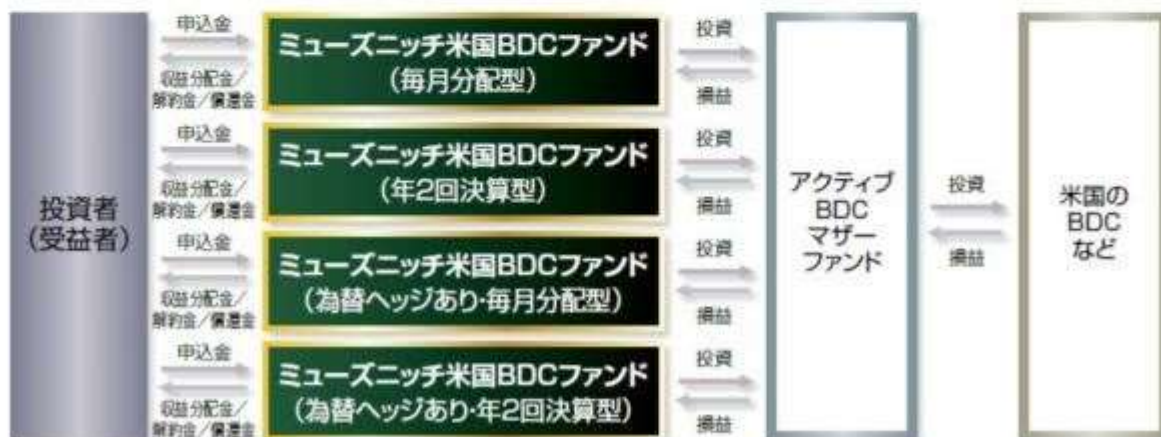 投資者
(受益者)
申込金
収益分配金/
解約金/償還金
ミューズニッチ米国BDCファンド
(毎月分配型)
投資
損益
申込金
収益分配金/
解約金/償還金
ミューズニッチ米国BDCファンド
(年2回決算型)
投資
損益
申込金
収益分配金/
解約金/償還金
ミューズニッチ米国BDCファンド
(為替ヘッジあり・毎月分配型)
投資
損益
申込金
収益分配金/
解約金/償還金
ミューズニッチ米国BDCファンド
(為替ヘッジあり・年2回決算型)
投資
損益
アクティブ
BDC
マザー
ファンド
投資
損益
米国の
BDC
など